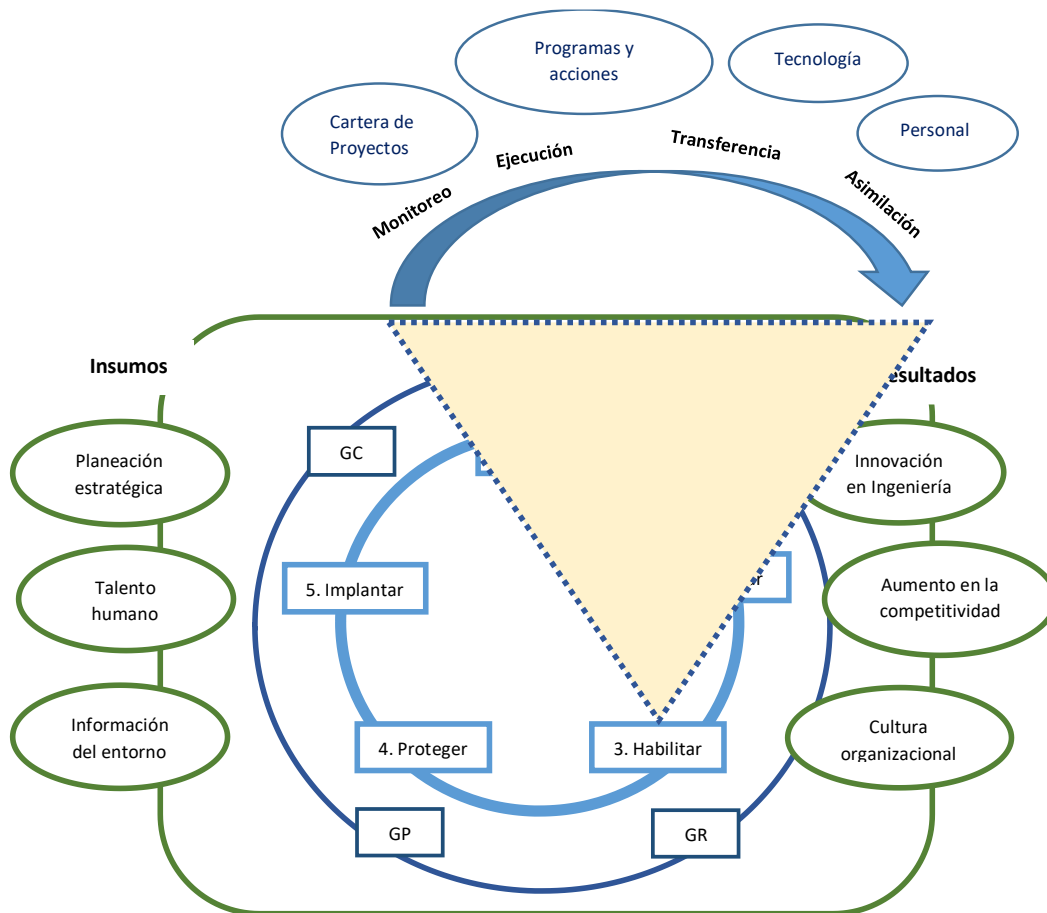 Programas y
acciones
Tecnología
Cartera de
Proyectos
Personal
Monitoreo
Ejecución
Transferencia
Asimilación
Insumos
esultados
Planeación
estratégica
GC
Innovación
en Ingeniería
Talento
humano
5. Implantar
Aumento en la
competitividad
Información
del entorno
4. Proteger
3. Habilitar
Cultura
organizacional
GP
GR